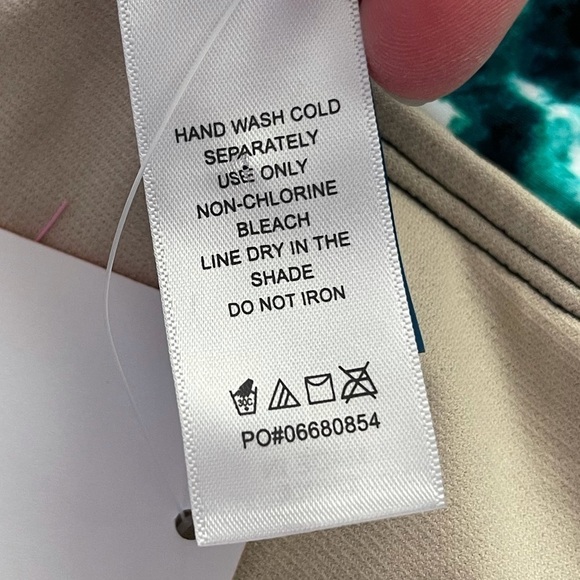 HAND WASH COLD
SEPARATELY
USE ONLY
NON-CHLORINE
BLEACH
LINE DRY IN THE
SHADE
DO NOT IRON
30C
PO#06680854